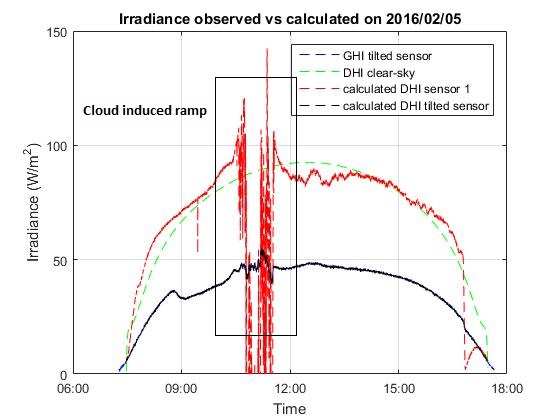 Irradiance observed vs calculated on 2016/02/05
150
GHI tilted sensor
DHI clear-sky
calculated DHI sensor 1
calculated DHI tilted sensor
Cloud induced ramp
100
Irradiance (W/m²)
50
0
06:00 09:00 12:00 15:00 18:00
Time